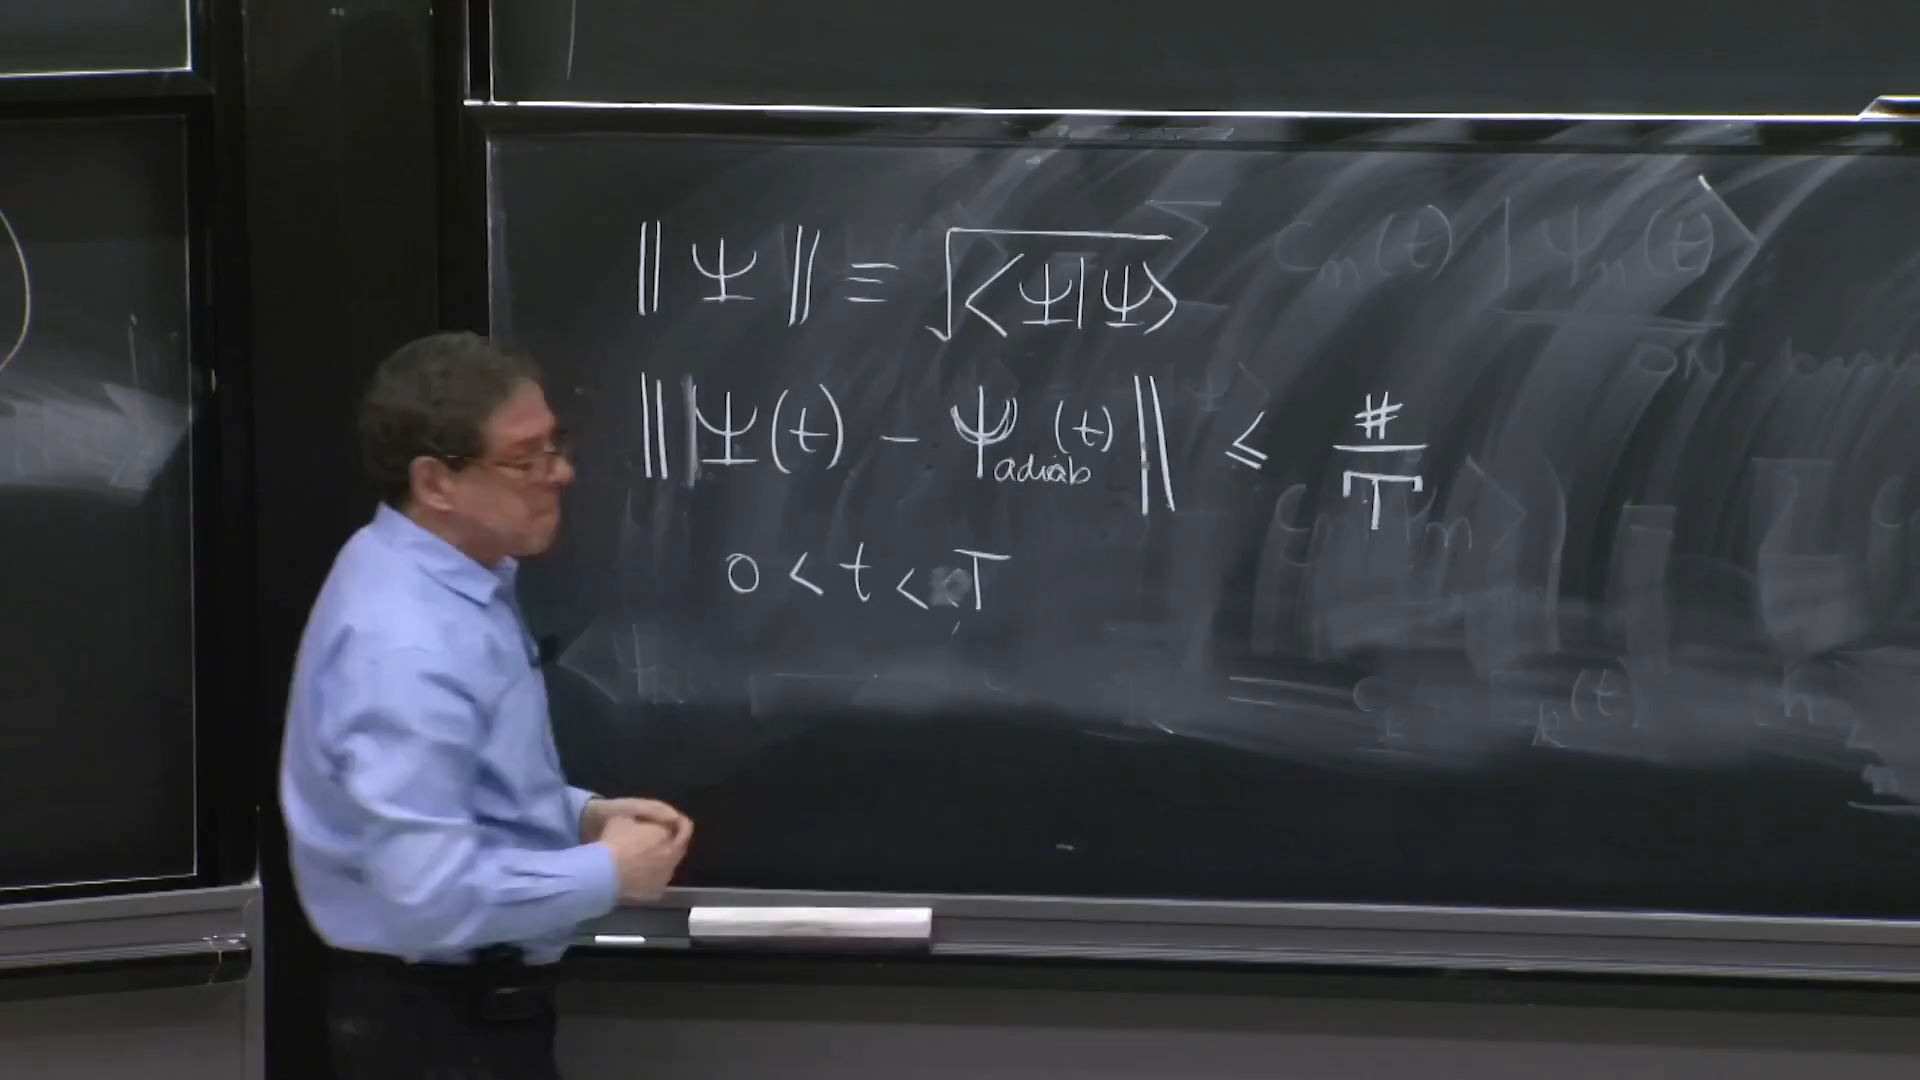 ‖ Ψ ‖ ≡ √⟨Ψ|Ψ⟩
‖ Ψ(t) − ψ_adiab (t) ‖ ≤ #/T
0 < t < T